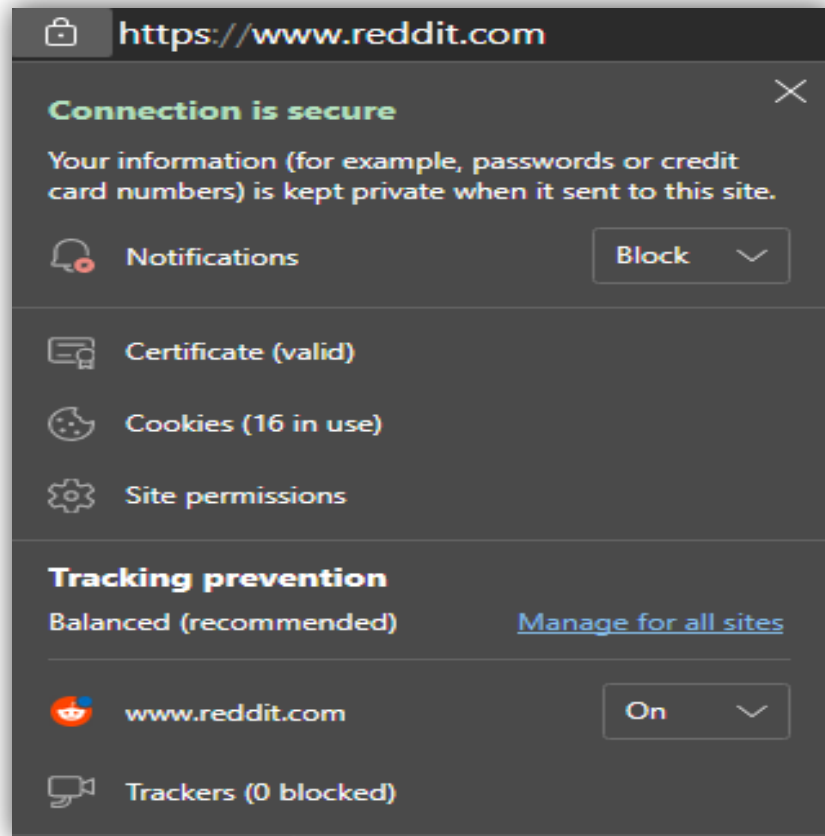 https://www.reddit.com
Connection is secure
Your information (for example, passwords or credit
card numbers) is kept private when it sent to this site.
Notifications
Block
Certificate (valid)
Cookies (16 in use)
Site permissions
Tracking prevention
Balanced (recommended) Manage for all sites
www.reddit.com
On
Trackers (0 blocked)